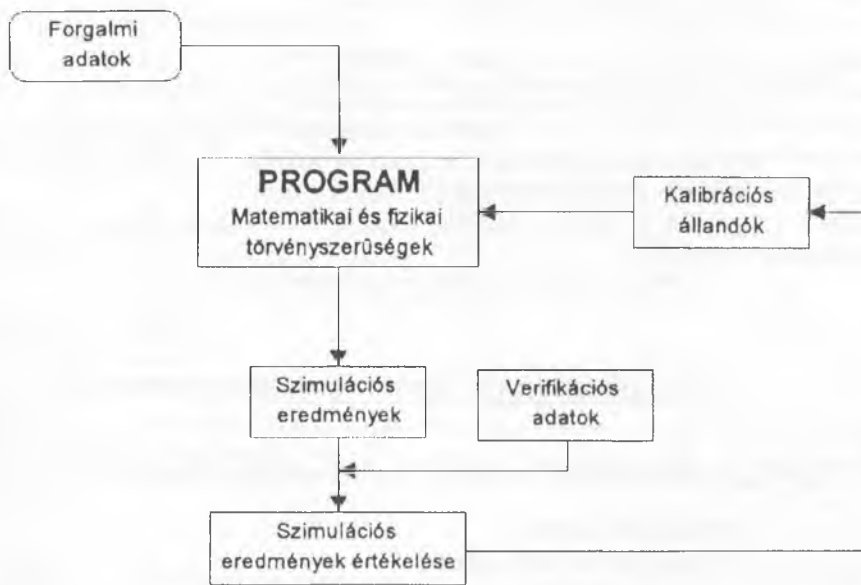 Forgalmi
adatok
PROGRAM
Matematikai és fizikai
törvényszerűségek
Kalibrációs
állandók
Szimulációs
eredmények
Verifikációs
adatok
Szimulációs
eredmények értékelése